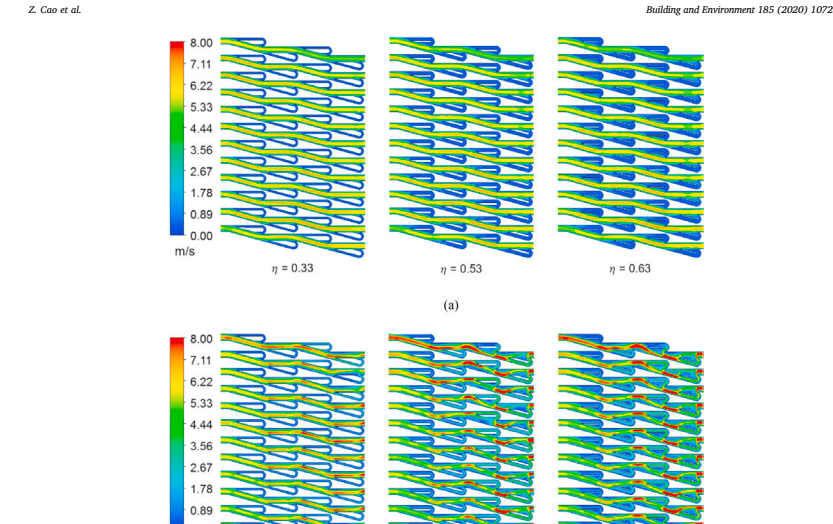 Z. Cao et al.
Building and Environment 185 (2020) 1072
8.00
7.11
6.22
5.33
4.44
3.56
2.67
1.78
0.89
0.00
m/s
η = 0.33
η = 0.53
η = 0.63
(a)
8.00
7.11
6.22
5.33
4.44
3.56
2.67
1.78
0.89